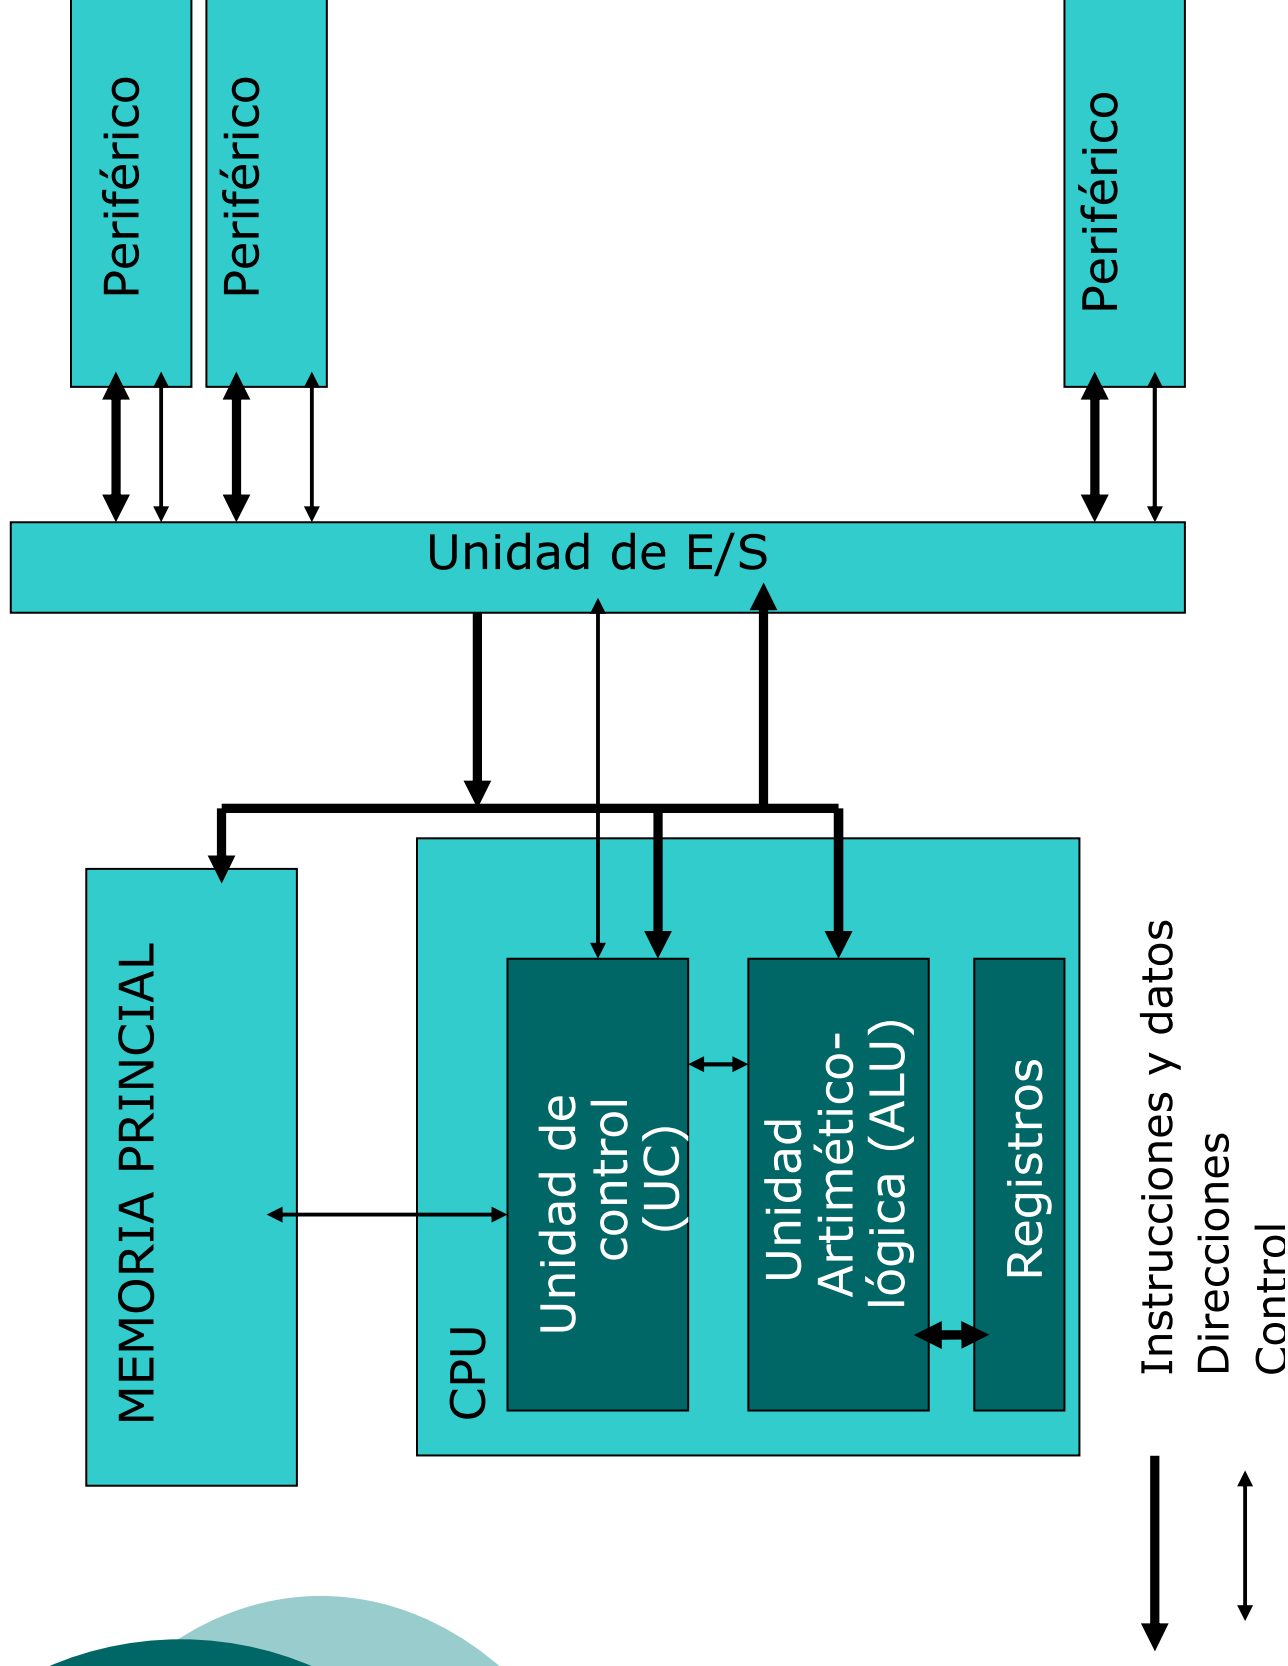 Periférico
Periférico
Periférico
Unidad de E/S
MEMORIA PRINCIAL
CPU
Unidad de
control
(UC)
Unidad
Artimético-
lógica (ALU)
Registros
Instrucciones y datos
Direcciones
Control